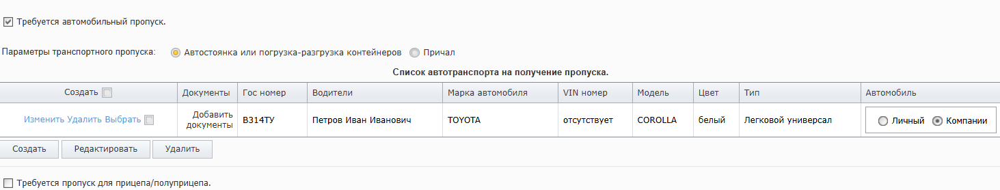 Требуется автомобильный пропуск.
Параметры транспортного пропуска: Автостоянка или погрузка-разгрузка контейнеров Причал
Список автотранспорта на получение пропуска.
Создать Документы Гос номер Водители Марка автомобиля VIN номер Модель Цвет Тип Автомобиль
Изменить Удалить Выбрать Добавить документы В314ТУ Петров Иван Иванович TOYOTA отсутствует COROLLA белый Легковой универсал Личный Компании
Создать Редактировать Удалить
Требуется пропуск для прицепа/полуприцепа.